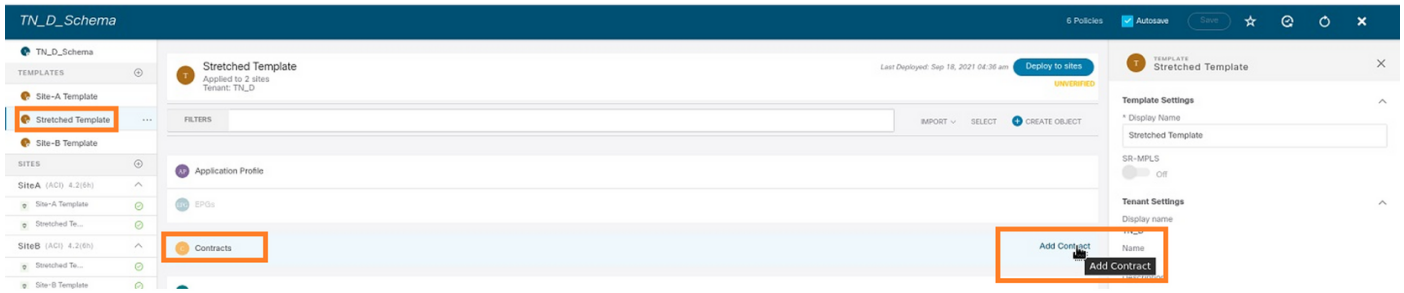 TN_D_Schema
6 Policies
Autosave
Save
TN_D_Schema
TEMPLATES
Site-A Template
Stretched Template
Site-B Template
SITES
SiteA (ACI) 4.2(6h)
Site-A Template
Stretched Te...
SiteB (ACI) 4.2(6h)
Stretched Te...
Site-B Template
T
Stretched Template
Applied to 2 sites
Tenant: TN_D
Last Deployed: Sep 18, 2021 04:36 am
Deploy to sites
UNVERIFIED
FILTERS
IMPORT
SELECT
CREATE OBJECT
AP
Application Profile
EPG
EPGs
C
Contracts
Add Contract
Add Contract
T
TEMPLATE
Stretched Template
Template Settings
* Display Name
Stretched Template
SR-MPLS
Off
Tenant Settings
Display name
Name